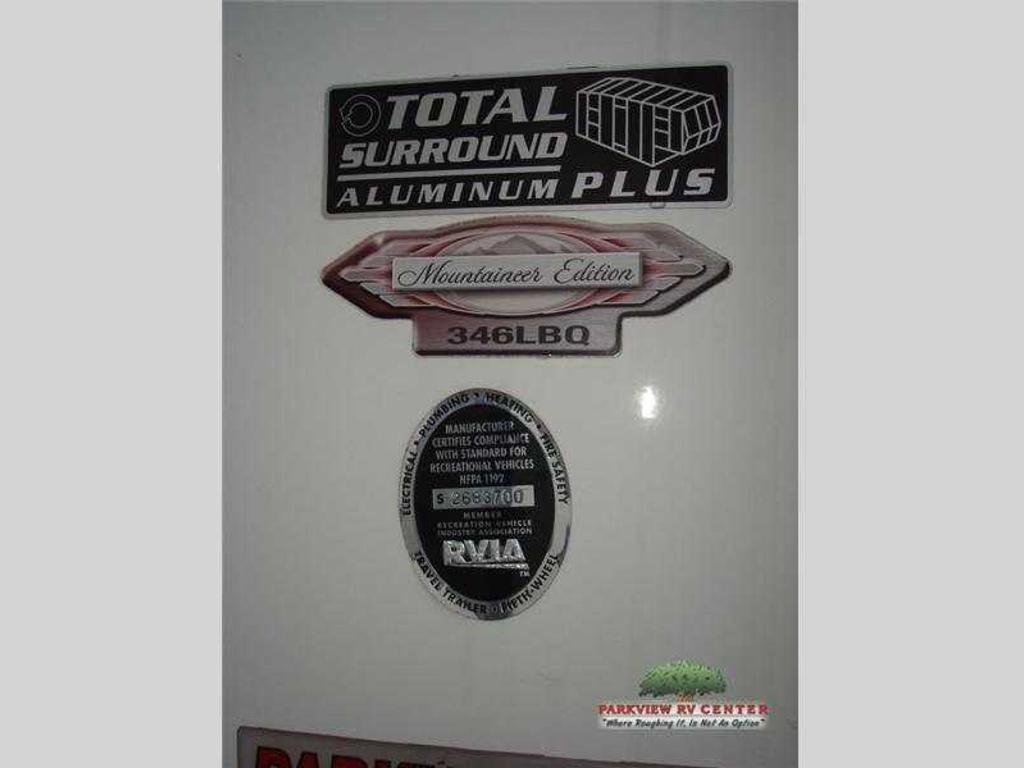 TOTAL
SURROUND
ALUMINUM PLUS
Mountaineer Edition
346LBQ
ELECTRICAL • PLUMBING • HEATING • FIRE SAFETY
MANUFACTURER
CERTIFIES COMPLIANCE
WITH STANDARD FOR
RECREATIONAL VEHICLES
NFPA 1192
S 2683700
MEMBER
RECREATION VEHICLE
INDUSTRY ASSOCIATION
RVIA
TM
TRAVEL TRAILER • FIFTH-WHEEL
PARKVIEW RV CENTER
"Where Roughing It, Is Not An Option"